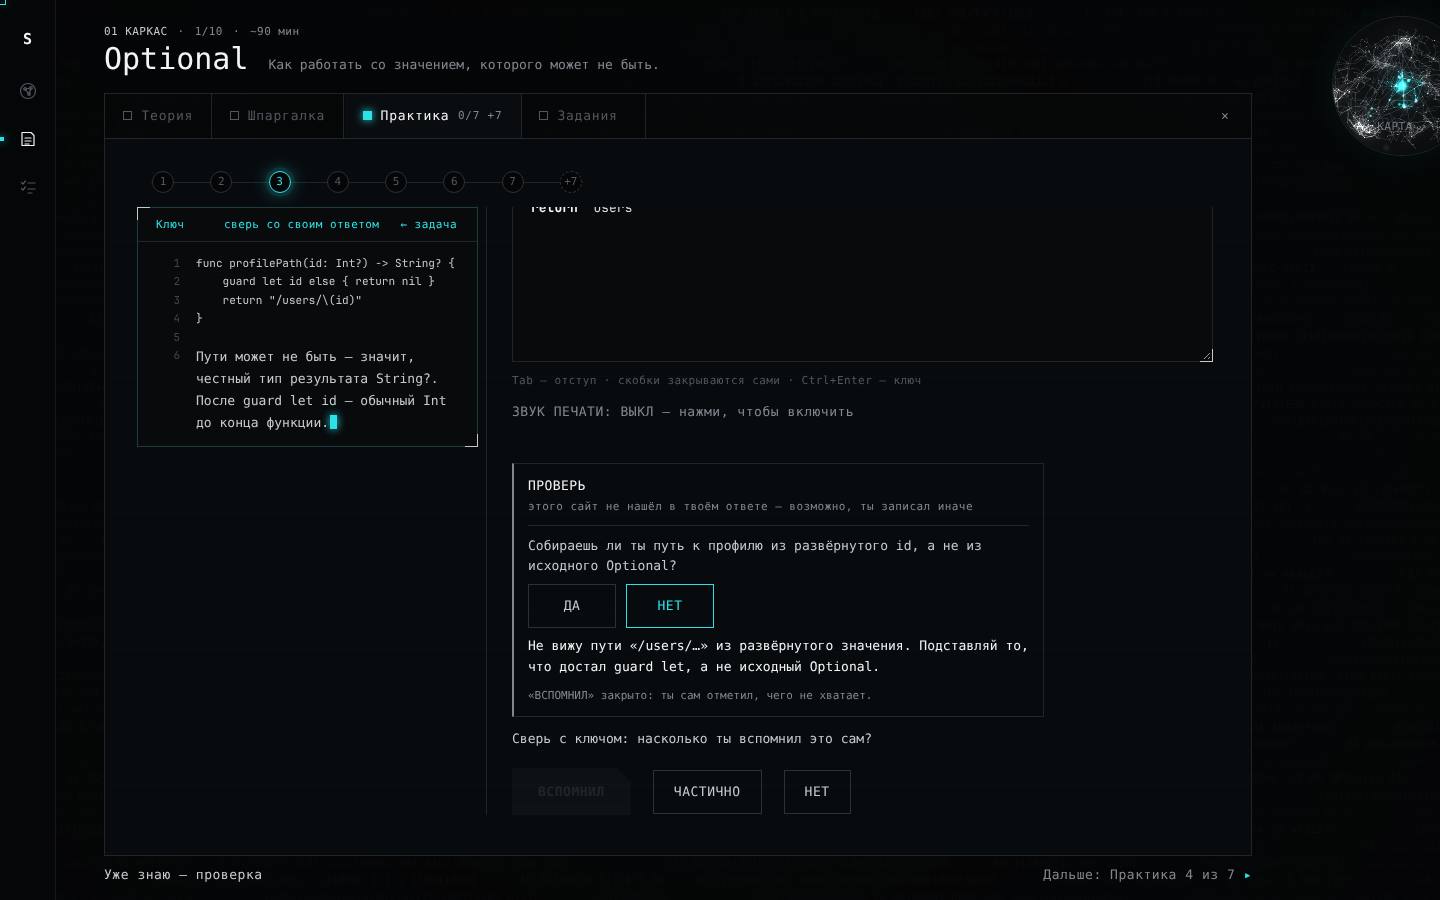 S
01 КАРКАС · 1/10 · ~90 мин
Optional Как работать со значением, которого может не быть.
Теория
Шпаргалка
Практика 0/7 +7
Задания
×
КАРТА
1 2 3 4 5 6 7 +7
Ключ сверь со своим ответом ← задача
1 func profilePath(id: Int?) -> String? {
2 guard let id else { return nil }
3 return "/users/\(id)"
4 }
5
6 Пути может не быть — значит,
честный тип результата String?.
После guard let id — обычный Int
до конца функции.
return users
Tab — отступ · скобки закрываются сами · Ctrl+Enter — ключ
ЗВУК ПЕЧАТИ: ВЫКЛ — нажми, чтобы включить
ПРОВЕРЬ
этого сайт не нашёл в твоём ответе — возможно, ты записал иначе
Собираешь ли ты путь к профилю из развёрнутого id, а не из
исходного Optional?
ДА НЕТ
Не вижу пути «/users/…» из развёрнутого значения. Подставляй то,
что достал guard let, а не исходный Optional.
«ВСПОМНИЛ» закрыто: ты сам отметил, чего не хватает.
Сверь с ключом: насколько ты вспомнил это сам?
ВСПОМНИЛ ЧАСТИЧНО НЕТ
Уже знаю — проверка
Дальше: Практика 4 из 7 ▸